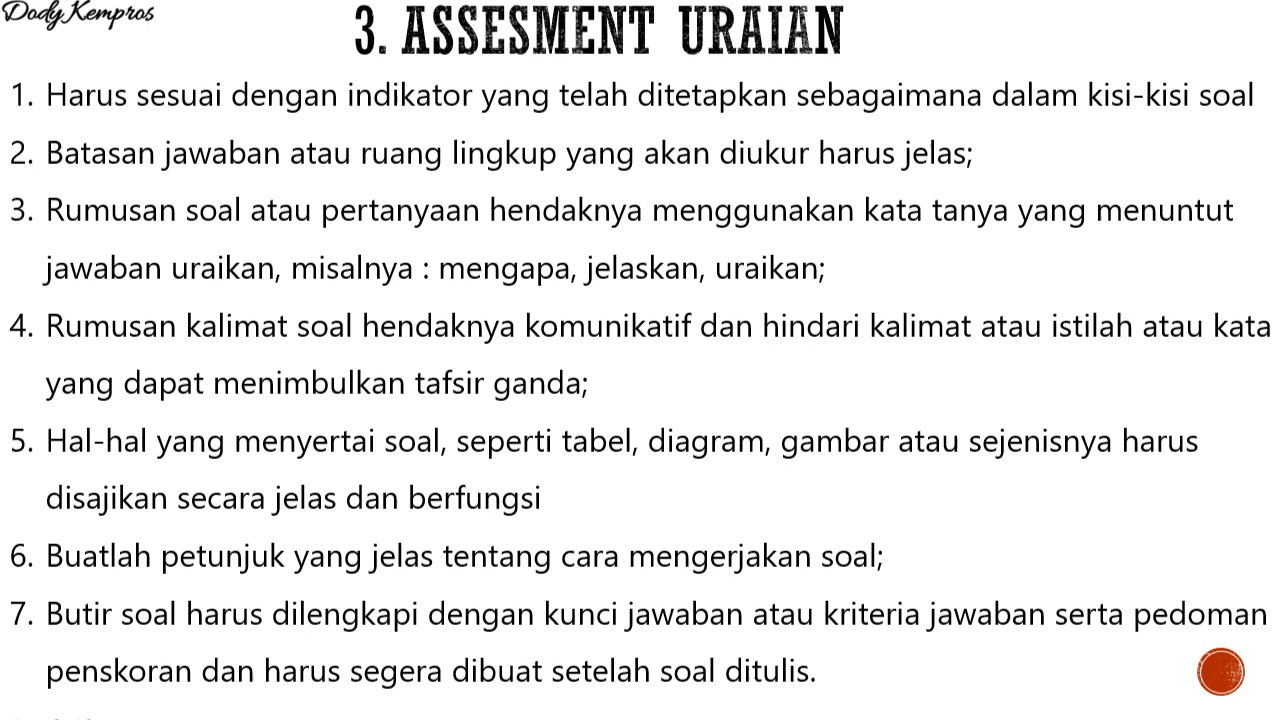 Dody Kempros
3. ASSESMENT URAIAN
1. Harus sesuai dengan indikator yang telah ditetapkan sebagaimana dalam kisi-kisi soal
2. Batasan jawaban atau ruang lingkup yang akan diukur harus jelas;
3. Rumusan soal atau pertanyaan hendaknya menggunakan kata tanya yang menuntut
jawaban uraikan, misalnya : mengapa, jelaskan, uraikan;
4. Rumusan kalimat soal hendaknya komunikatif dan hindari kalimat atau istilah atau kata
yang dapat menimbulkan tafsir ganda;
5. Hal-hal yang menyertai soal, seperti tabel, diagram, gambar atau sejenisnya harus
disajikan secara jelas dan berfungsi
6. Buatlah petunjuk yang jelas tentang cara mengerjakan soal;
7. Butir soal harus dilengkapi dengan kunci jawaban atau kriteria jawaban serta pedoman
penskoran dan harus segera dibuat setelah soal ditulis.